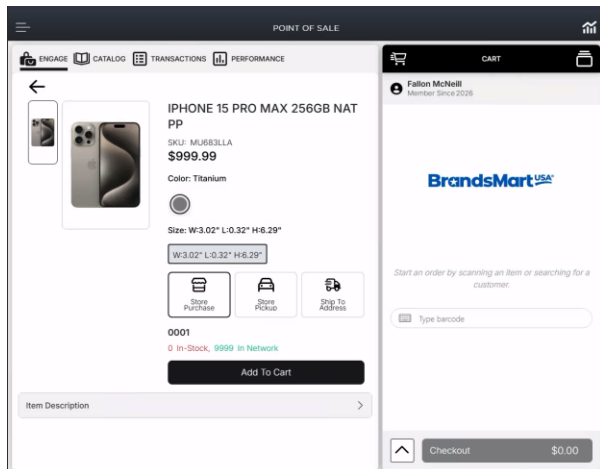 POINT OF SALE
ENGAGE
CATALOG
TRANSACTIONS
PERFORMANCE
IPHONE 15 PRO MAX 256GB NAT
PP
SKU: MU683LLA
$999.99
Color: Titanium
Size: W:3.02" L:0.32" H:6.29"
W:3.02" L:0.32" H:6.29"
Store
Purchase
Store
Pickup
Ship To
Address
0001
0 In-Stock, 9999 In Network
Add To Cart
Item Description
CART
Fallon McNeill
Member Since 2026
BrandsMart USA
Start an order by scanning an item or searching for a
customer.
Type barcode
Checkout
$0.00